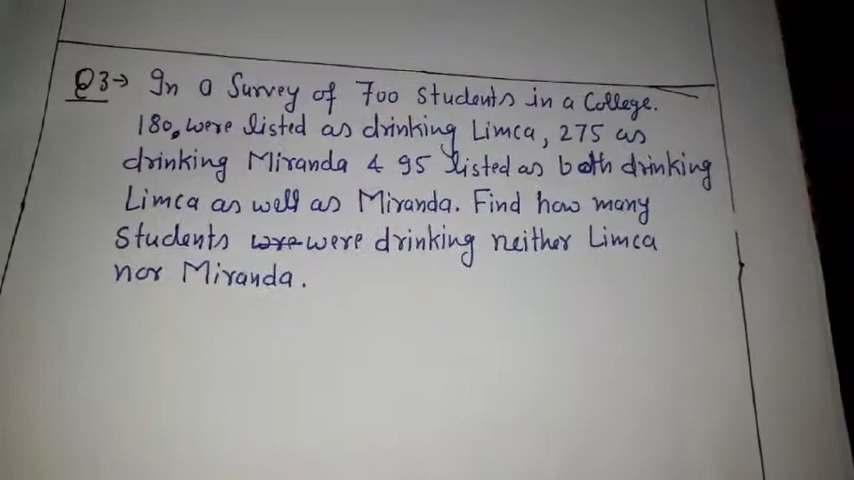 Q3→ In a Survey of 700 students in a College.
180, were listed as drinking Limca, 275 as
drinking Miranda & 95 listed as both drinking
Limca as well as Miranda. Find how many
students were were drinking neither Limca
nor Miranda.